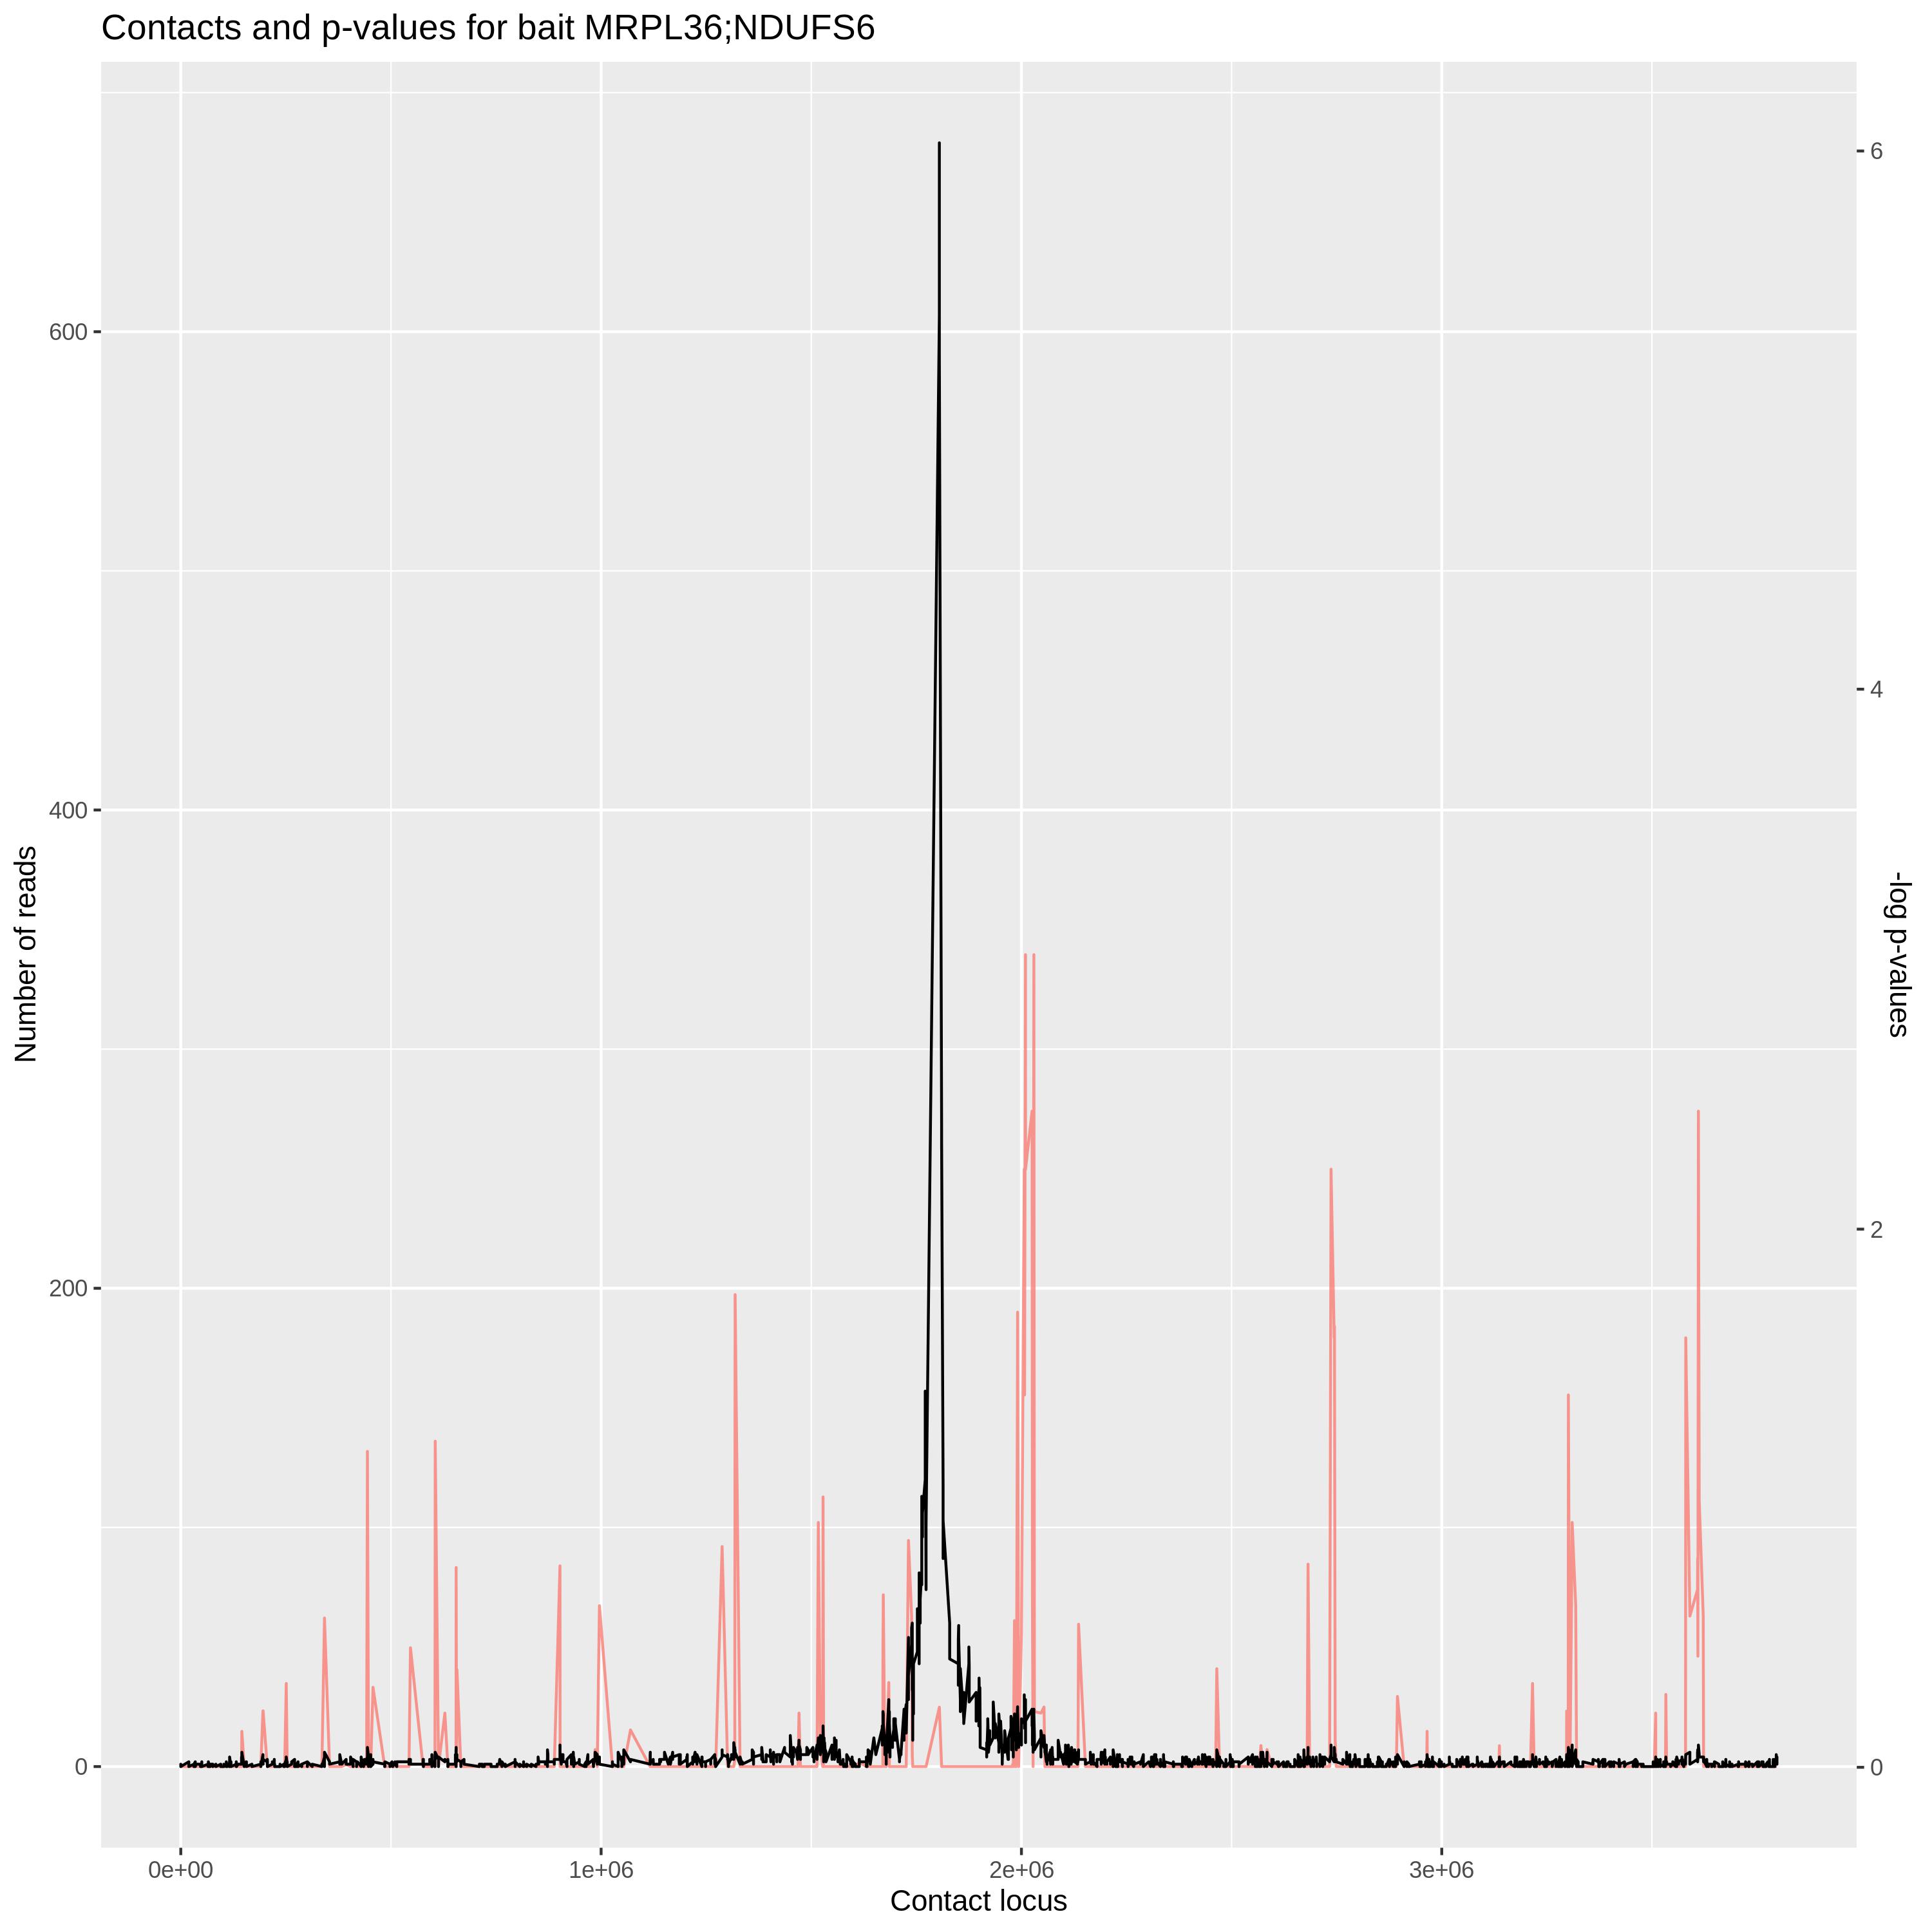 Contacts and p-values for bait MRPL36;NDUFS6
Number of reads
600
400
200
0
6
4
2
0
-log p-values
0e+00
1e+06
2e+06
3e+06
Contact locus